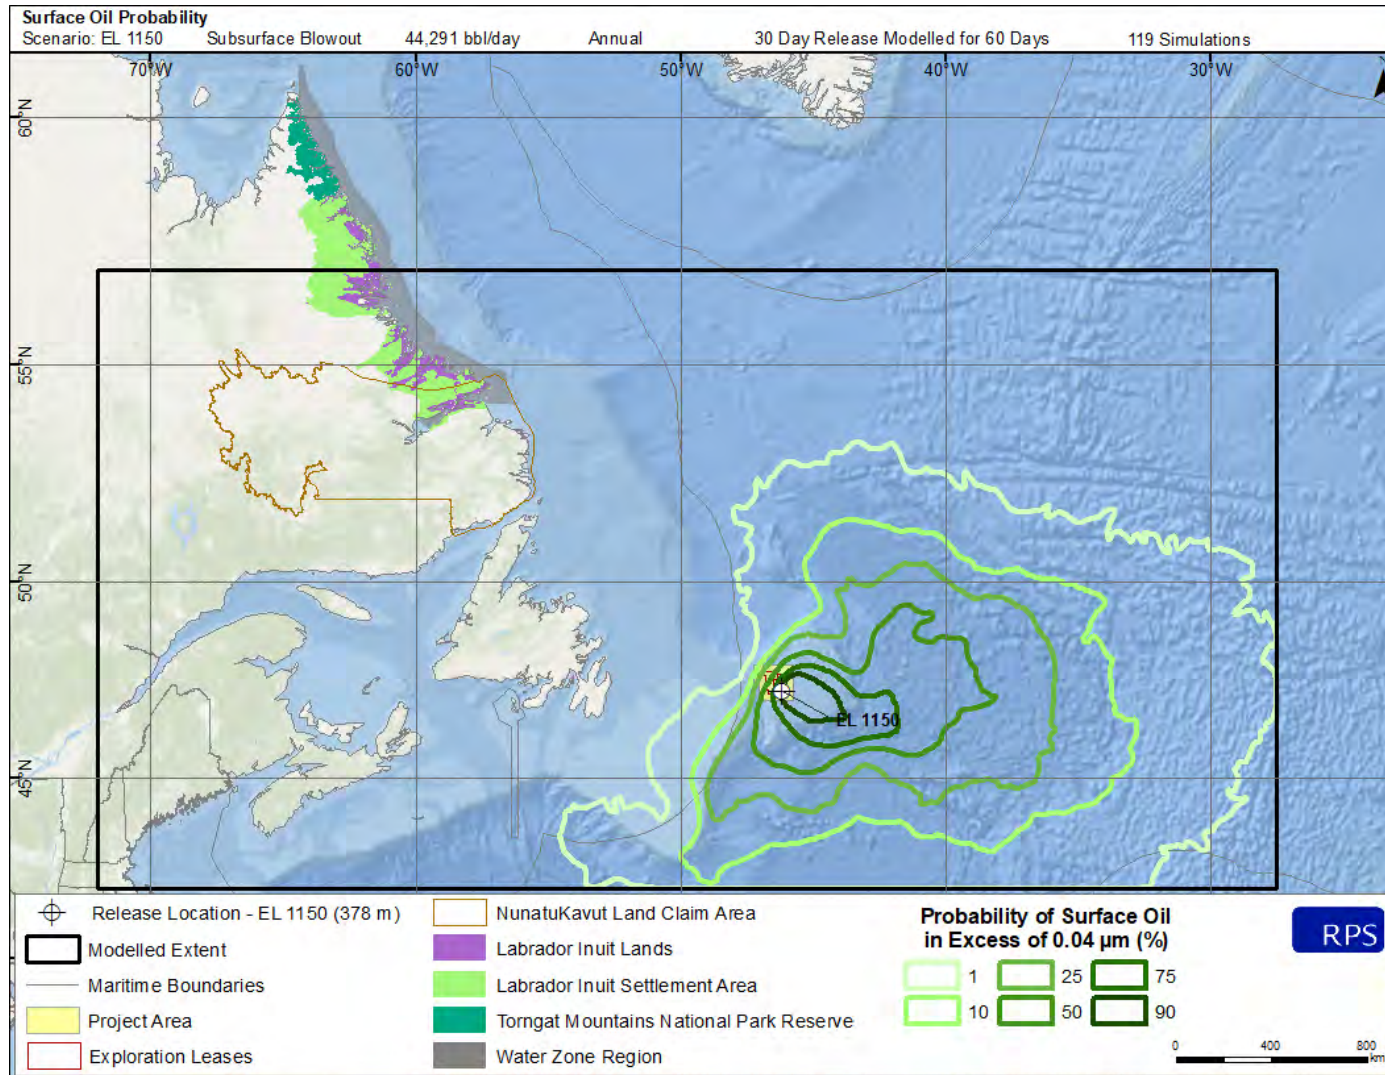 Surface Oil Probability
Scenario: EL 1150 Subsurface Blowout 44,291 bbl/day Annual 30 Day Release Modelled for 60 Days 119 Simulations
70°W 60°W 50°W 40°W 30°W
60°N
55°N
50°N
45°N
EL 1150
Release Location - EL 1150 (378 m)
Modelled Extent
Maritime Boundaries
Project Area
Exploration Leases
NunatuKavut Land Claim Area
Labrador Inuit Lands
Labrador Inuit Settlement Area
Torngat Mountains National Park Reserve
Water Zone Region
Probability of Surface Oil
in Excess of 0.04 µm (%)
1 25 75
10 50 90
RPS
0 400 800
km